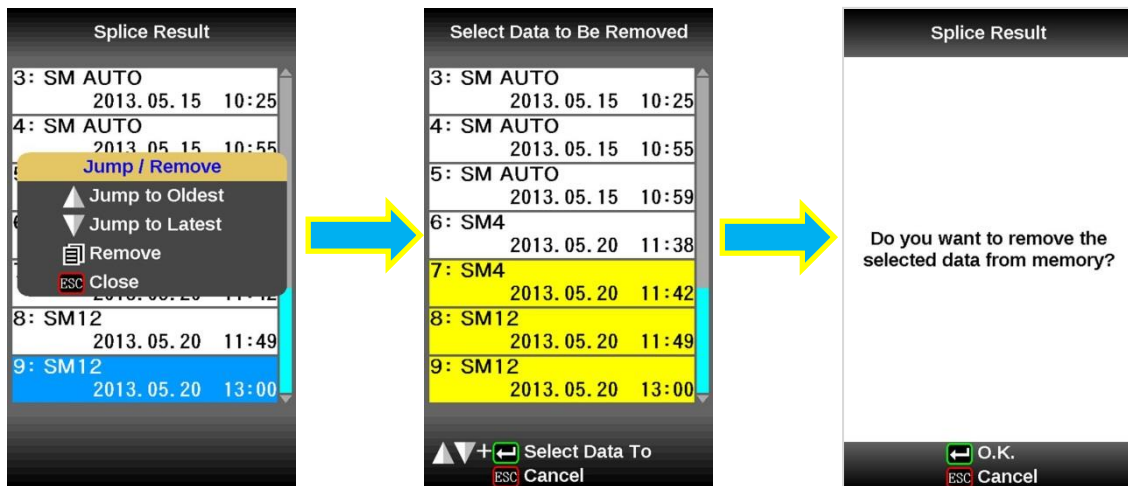 Splice Result
3: SM AUTO
2013. 05. 15 10:25
4: SM AUTO
2013 05 15 10:55
Jump / Remove
Jump to Oldest
Jump to Latest
Remove
ESC Close
8: SM12
2013. 05. 20 11:49
9: SM12
2013. 05. 20 13:00
Select Data to Be Removed
3: SM AUTO
2013. 05. 15 10:25
4: SM AUTO
2013. 05. 15 10:55
5: SM AUTO
2013. 05. 15 10:59
6: SM4
2013. 05. 20 11:38
7: SM4
2013. 05. 20 11:42
8: SM12
2013. 05. 20 11:49
9: SM12
2013. 05. 20 13:00
+ Select Data To
ESC Cancel
Splice Result
Do you want to remove the
selected data from memory?
O.K.
ESC Cancel